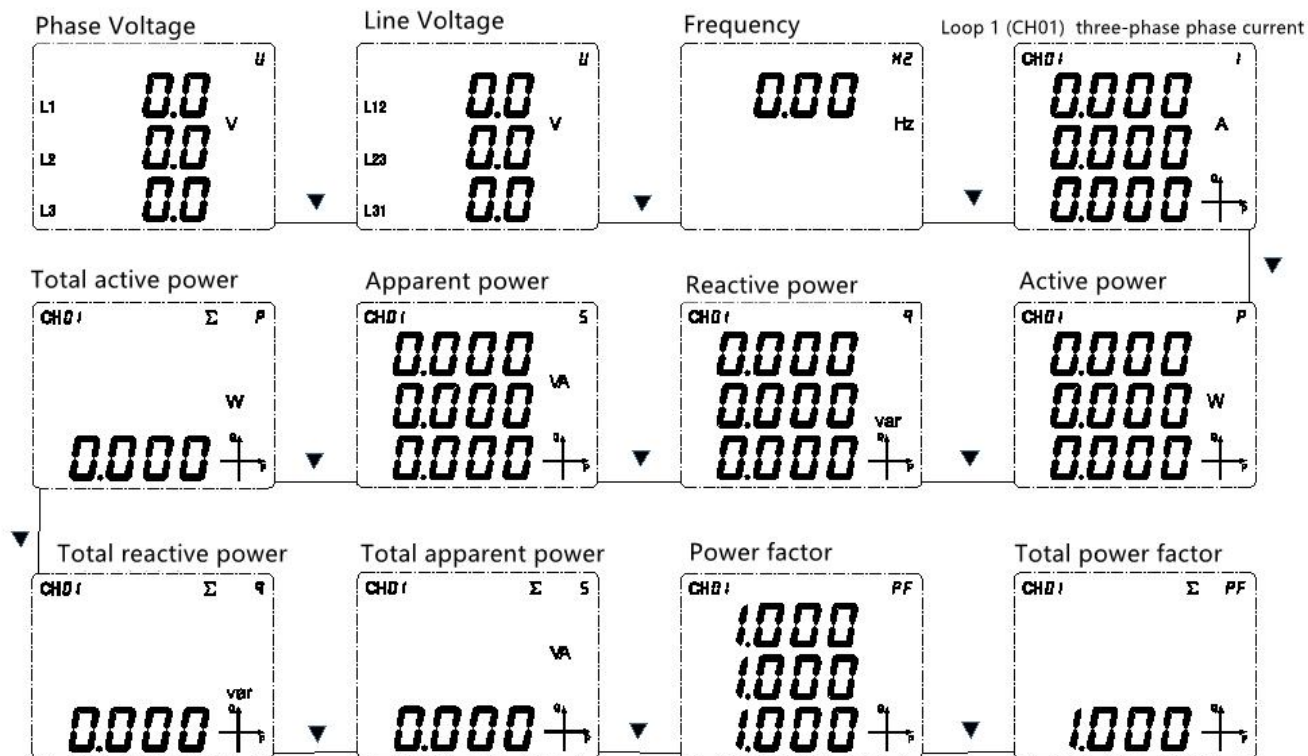 Phase Voltage
U
L1 0.0
V
L2 0.0
L3 0.0
Line Voltage
U
L12 0.0
V
L23 0.0
L31 0.0
Frequency
HZ
0.00
Hz
Loop 1 (CH01) three-phase phase current
CH01 I
0.000
A
0.000
Q
0.000
P
Total active power
CH01 Σ P
W
Q
0.000
P
Apparent power
CH01 S
0.000
VA
0.000
Q
0.000
P
Reactive power
CH01 q
0.000
0.000
var
Q
0.000
P
Active power
CH01 P
0.000
0.000 W
Q
0.000
P
Total reactive power
CH01 Σ q
var
Q
0.000
P
Total apparent power
CH01 Σ S
VA
Q
0.000
P
Power factor
CH01 PF
1.000
1.000
Q
1.000
P
Total power factor
CH01 Σ PF
Q
1.000
P